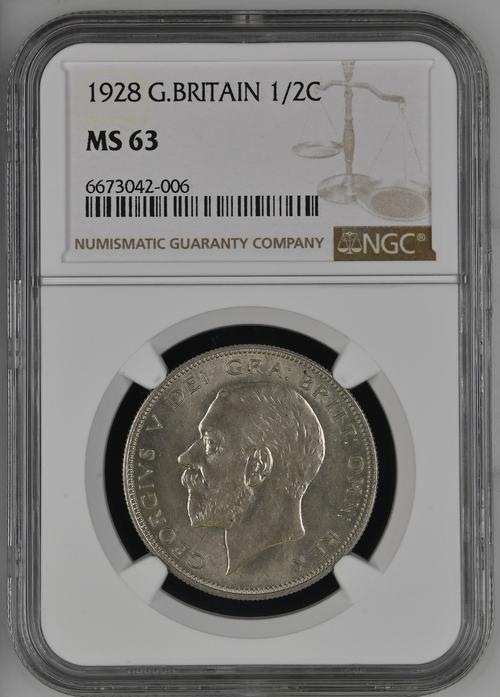 1928 G.BRITAIN 1/2C
MS 63
6673042-006
NUMISMATIC GUARANTY COMPANY
NGC®
GEORGIVS V DEI GRA: BRITT: OMN: REX